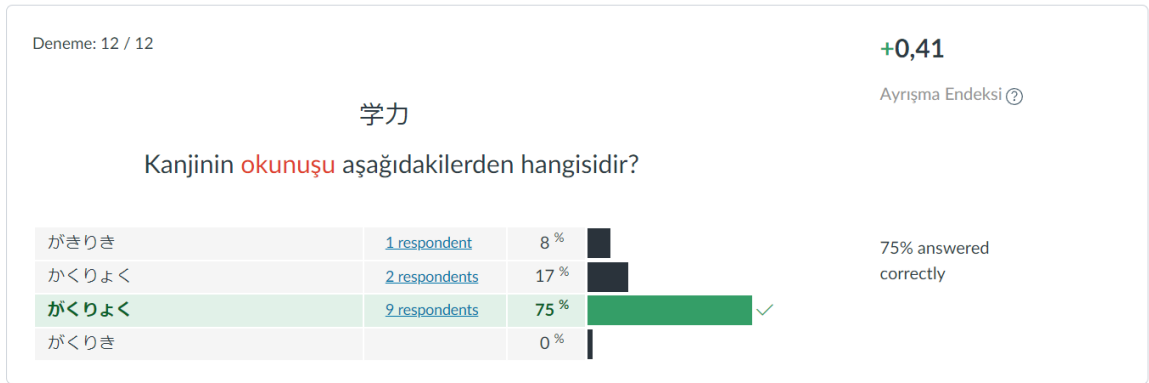 Deneme: 12 / 12
+0,41
Ayrışma Endeksi ?
学力
Kanjinin okunuşu aşağıdakilerden hangisidir?
がきりき 1 respondent 8 %
かくりょく 2 respondents 17 %
がくりょく 9 respondents 75 %
がくりき 0 %
75% answered
correctly